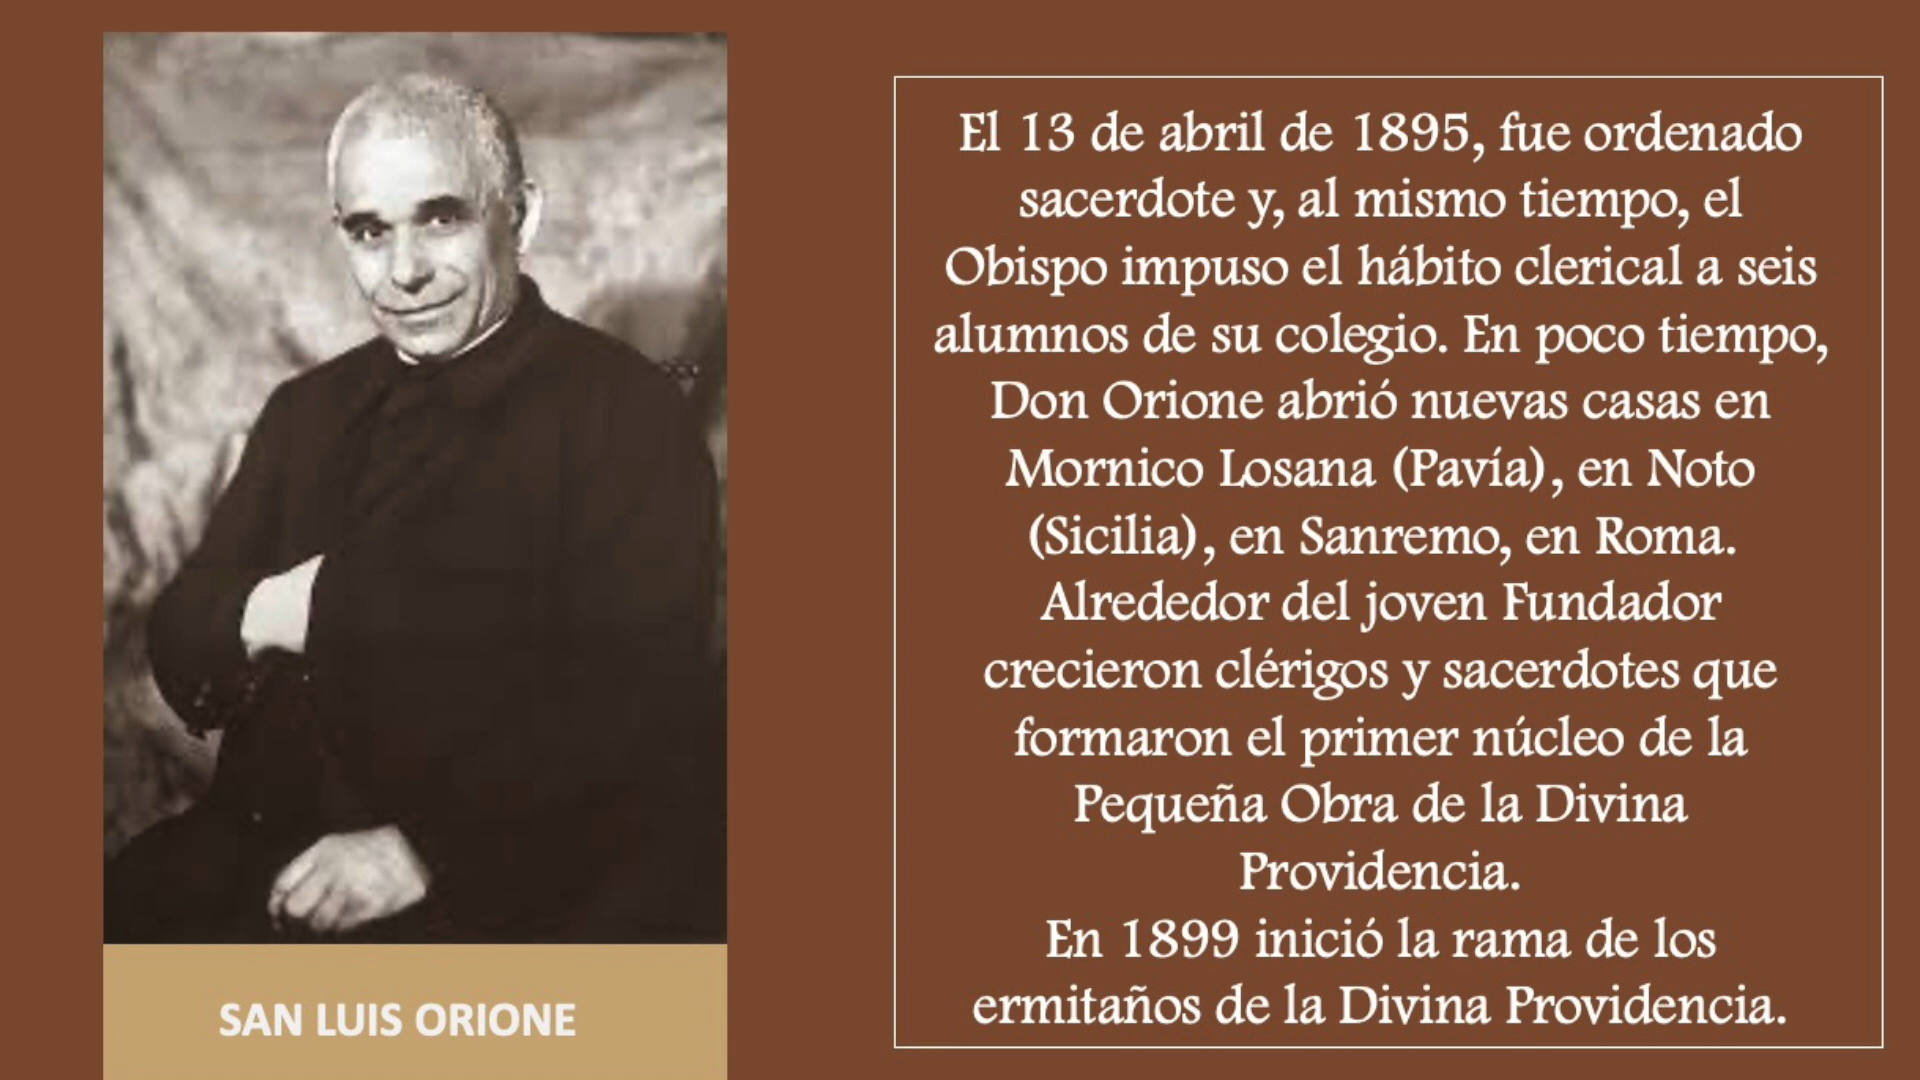 El 13 de abril de 1895, fue ordenado
sacerdote y, al mismo tiempo, el
Obispo impuso el hábito clerical a seis
alumnos de su colegio. En poco tiempo,
Don Orione abrió nuevas casas en
Mornico Losana (Pavía), en Noto
(Sicilia), en Sanremo, en Roma.
Alrededor del joven Fundador
crecieron clérigos y sacerdotes que
formaron el primer núcleo de la
Pequeña Obra de la Divina
Providencia.
En 1899 inició la rama de los
ermitaños de la Divina Providencia.
SAN LUIS ORIONE